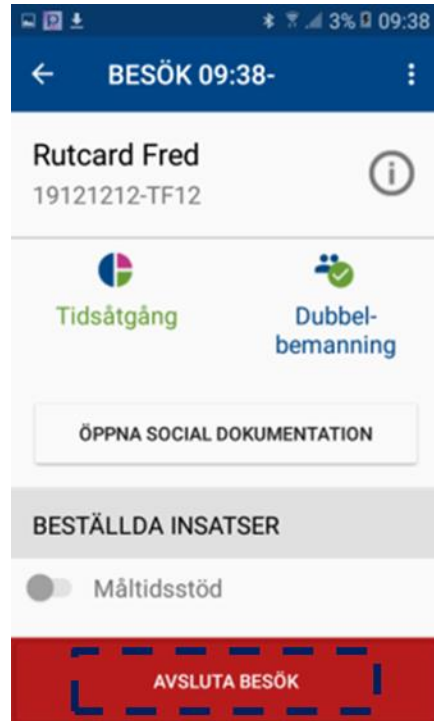 3% 09:38
BESÖK 09:38-
Rutcard Fred
19121212-TF12
Tidsåtgång
Dubbel-
bemanning
ÖPPNA SOCIAL DOKUMENTATION
BESTÄLLDA INSATSER
Måltidsstöd
AVSLUTA BESÖK